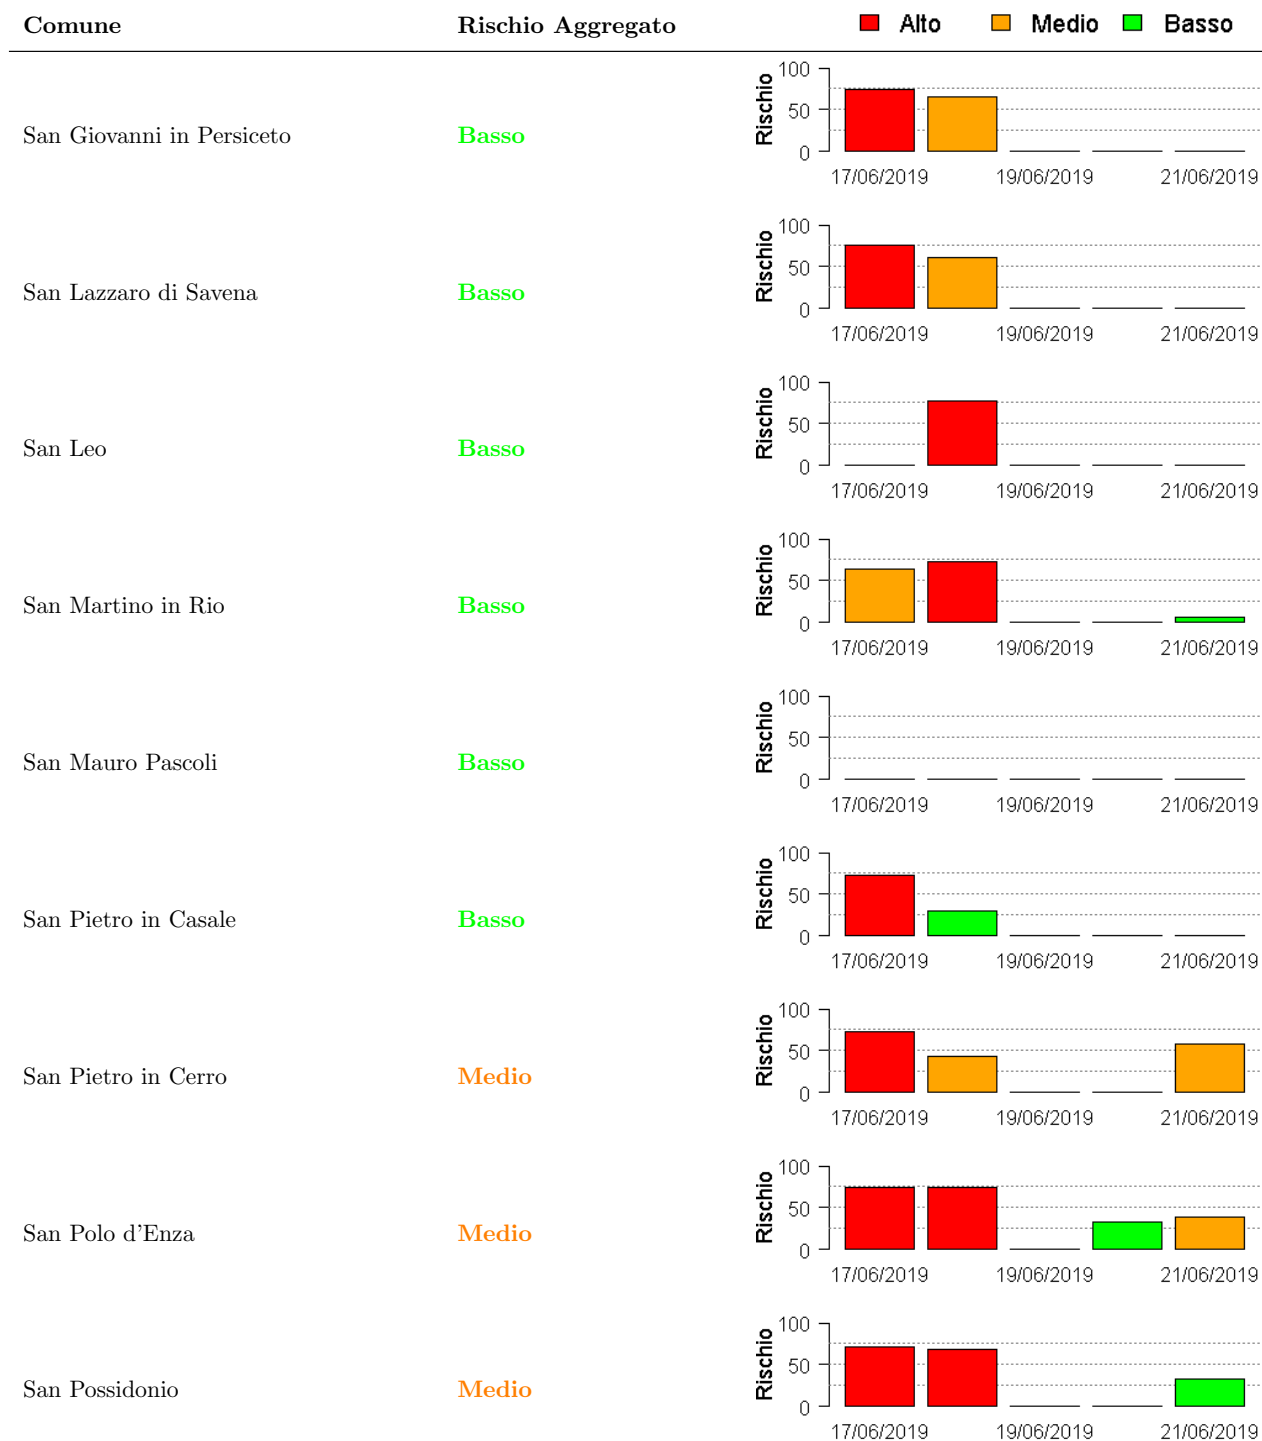 Comune Rischio Aggregato Alto Medio Basso
San Giovanni in Persiceto Basso Rischio 100 50 0
17/06/2019 19/06/2019 21/06/2019
San Lazzaro di Savena Basso Rischio 100 50 0
17/06/2019 19/06/2019 21/06/2019
San Leo Basso Rischio 100 50 0
17/06/2019 19/06/2019 21/06/2019
San Martino in Rio Basso Rischio 100 50 0
17/06/2019 19/06/2019 21/06/2019
San Mauro Pascoli Basso Rischio 100 50 0
17/06/2019 19/06/2019 21/06/2019
San Pietro in Casale Basso Rischio 100 50 0
17/06/2019 19/06/2019 21/06/2019
San Pietro in Cerro Medio Rischio 100 50 0
17/06/2019 19/06/2019 21/06/2019
San Polo d'Enza Medio Rischio 100 50 0
17/06/2019 19/06/2019 21/06/2019
San Possidonio Medio Rischio 100 50 0
17/06/2019 19/06/2019 21/06/2019